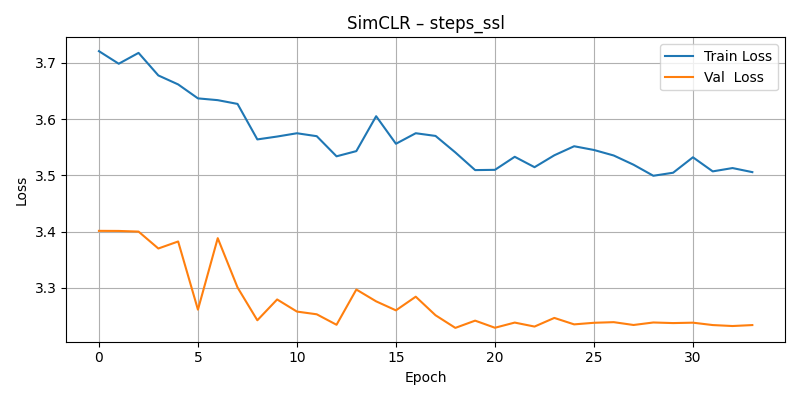 SimCLR – steps_ssl
Train Loss
Val  Loss
Loss
3.7
3.6
3.5
3.4
3.3
0 5 10 15 20 25 30
Epoch